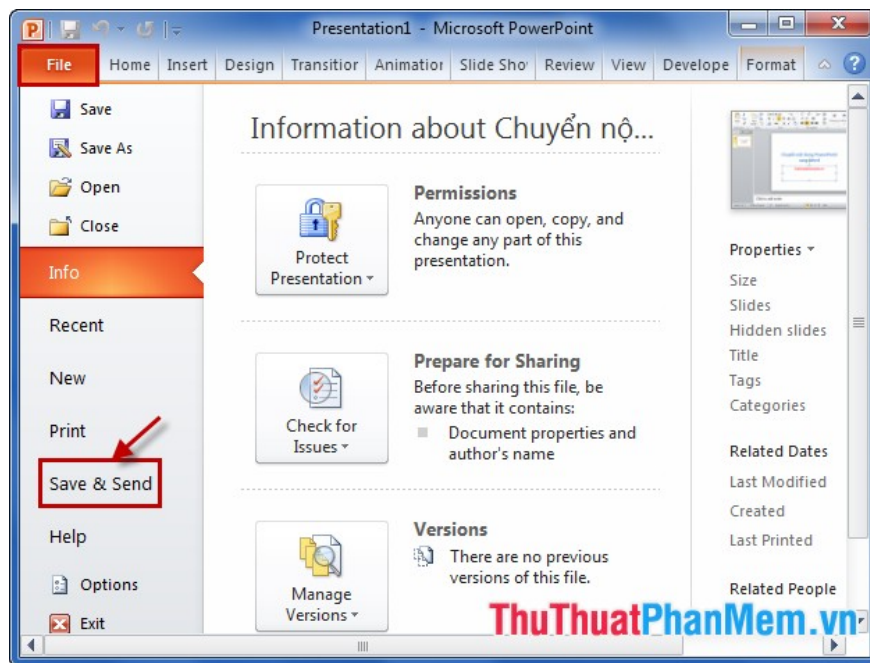 Presentation1 - Microsoft PowerPoint
File Home Insert Design Transition Animation Slide Sho Review View Develope Format
Save
Save As
Open
Close
Info
Recent
New
Print
Save & Send
Help
Options
Exit
Information about Chuyển nộ...
Protect
Presentation
Permissions
Anyone can open, copy, and
change any part of this
presentation.
Check for
Issues
Prepare for Sharing
Before sharing this file, be
aware that it contains:
Document properties and
author's name
Manage
Versions
Versions
There are no previous
versions of this file.
Properties
Size
Slides
Hidden slides
Title
Tags
Categories
Related Dates
Last Modified
Created
Last Printed
Related People
ThuThuatPhanMem.vn